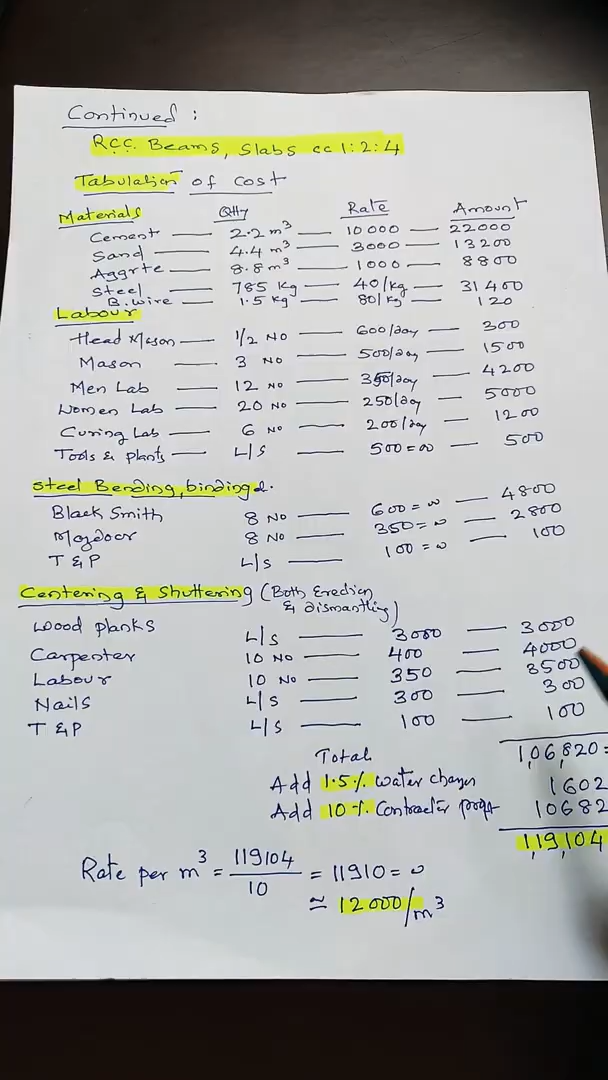 Continued :
R.C.C. Beams, Slabs cc 1:2:4
Tabulation of cost
Materials Qtty Rate Amount
Cement — 2.2 m³ — 10000 — 22000
Sand — 4.4 m³ — 3000 — 13200
Aggrte — 8.8 m³ — 1000 — 8800
Steel — 785 kg — 40/kg — 31400
B.wire — 1.5 kg — 80/kg — 120
Labour
Head Mason — 1/2 No — 600/day — 300
Mason — 3 No — 500/day — 1500
Men Lab — 12 No — 350/day — 4200
Women Lab — 20 No — 250/day — 5000
Curing Lab — 6 No — 200/day — 1200
Tools & plants — L/S — 500=00 — 500
Steel Bending, binding &.
Black Smith 8 No — 600=00 — 4800
Mazdoor 8 No — 350=00 — 2800
T & P L/S — 100=00 — 100
Centering & Shuttering (Both Erection
& dismantling)
Wood planks L/S — 3000 — 3000
Carpenter 10 No — 400 — 4000
Labour 10 No — 350 — 3500
Nails L/S — 300 — 300
T & P L/S — 100 — 100
Total 1,06,820=
Add 1.5% water charges 1602
Add 10% Contractor profit 10682
1,19,104
Rate per m³ = 119104/10 = 11910=00
≈ 12000/m³